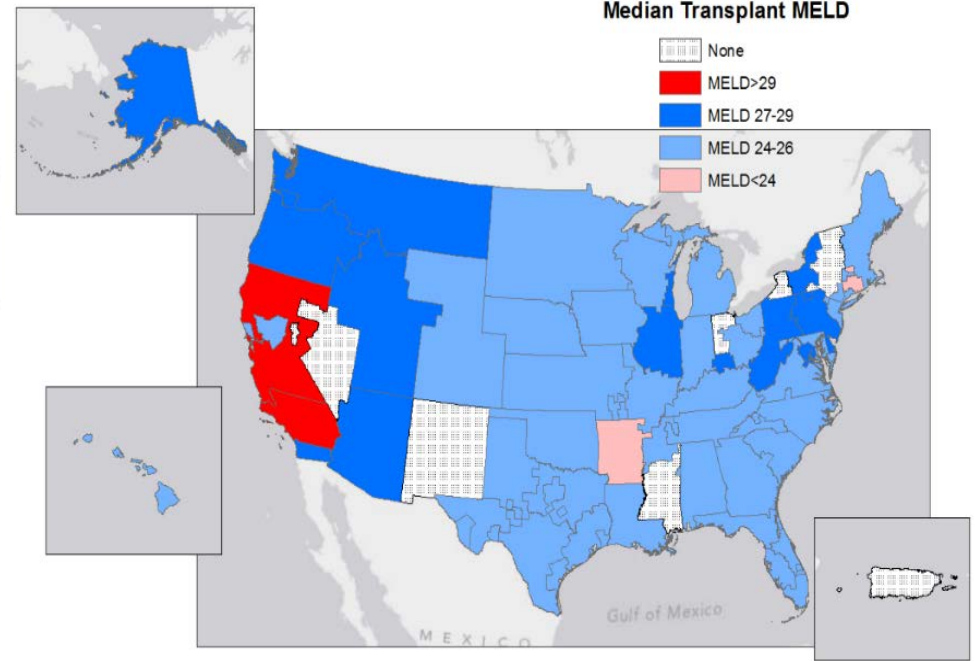 Median Transplant MELD
None
MELD>29
MELD 27-29
MELD 24-26
MELD<24
Gulf of Mexico
MEXICO